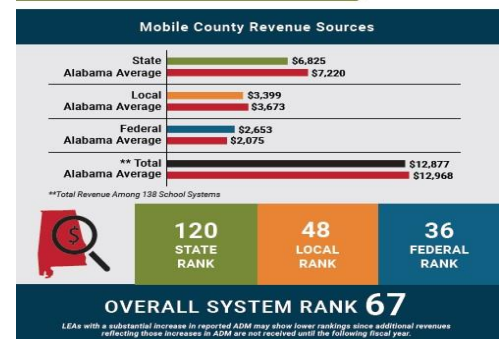 Mobile County Revenue Sources
State $6,825
Alabama Average $7,220
Local $3,399
Alabama Average $3,673
Federal $2,653
Alabama Average $2,075
** Total $12,877
Alabama Average $12,968
**Total Revenue Among 138 School Systems
$
120 STATE RANK
48 LOCAL RANK
36 FEDERAL RANK
OVERALL SYSTEM RANK 67
LEAs with a substantial increase in reported ADM may show lower rankings since additional revenues
reflecting those increases in ADM are not received until the following fiscal year.